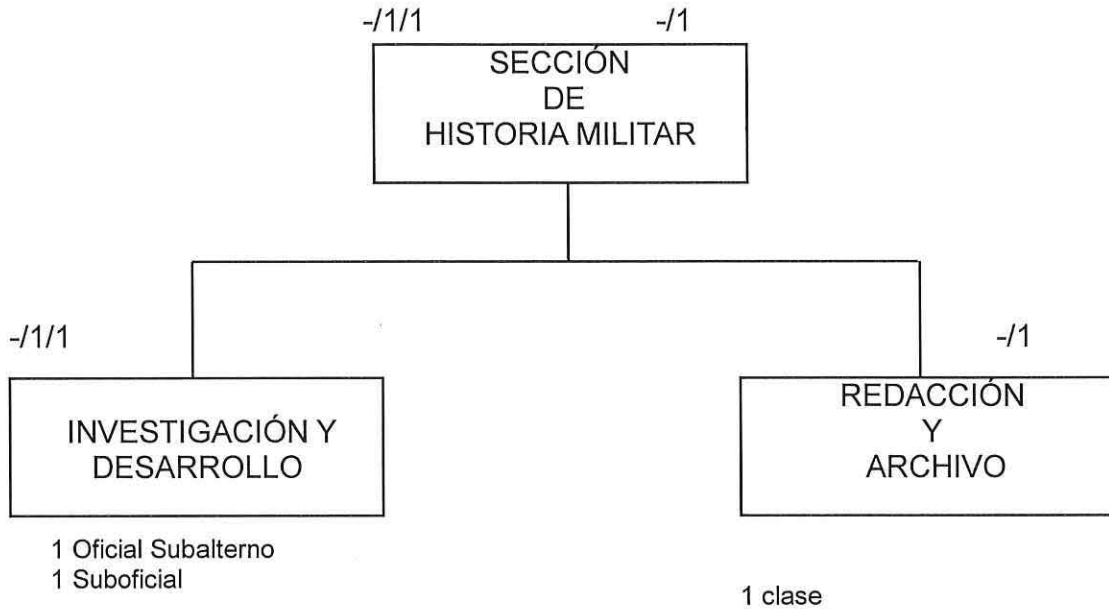 -/1/1
-/1
SECCIÓN
DE
HISTORIA MILITAR
-/1/1
-/1
INVESTIGACIÓN Y
DESARROLLO
REDACCIÓN
Y
ARCHIVO
1 Oficial Subalterno
1 Suboficial
1 clase